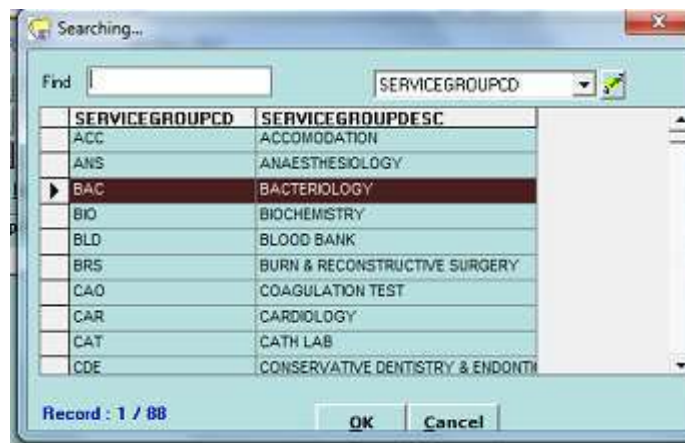 Searching...
Find SERVICEGROUPCD
SERVICEGROUPCD SERVICEGROUPDESC
ACC ACCOMODATION
ANS ANAESTHESIOLOGY
BAC BACTERIOLOGY
BIO BIOCHEMISTRY
BLD BLOOD BANK
BRS BURN & RECONSTRUCTIVE SURGERY
CAO COAGULATION TEST
CAR CARDIOLOGY
CAT CATH LAB
CDE CONSERVATIVE DENTISTRY & ENDONTI
Record : 1 / 88
OK Cancel